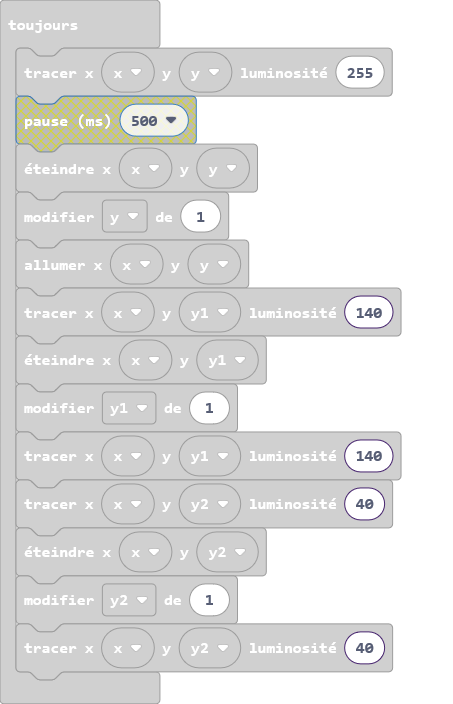 toujours
tracer x x y y luminosité 255
pause (ms) 500
éteindre x x y y
modifier y de 1
allumer x x y y
tracer x x y y1 luminosité 140
éteindre x x y y1
modifier y1 de 1
tracer x x y y1 luminosité 140
tracer x x y y2 luminosité 40
éteindre x x y y2
modifier y2 de 1
tracer x x y y2 luminosité 40